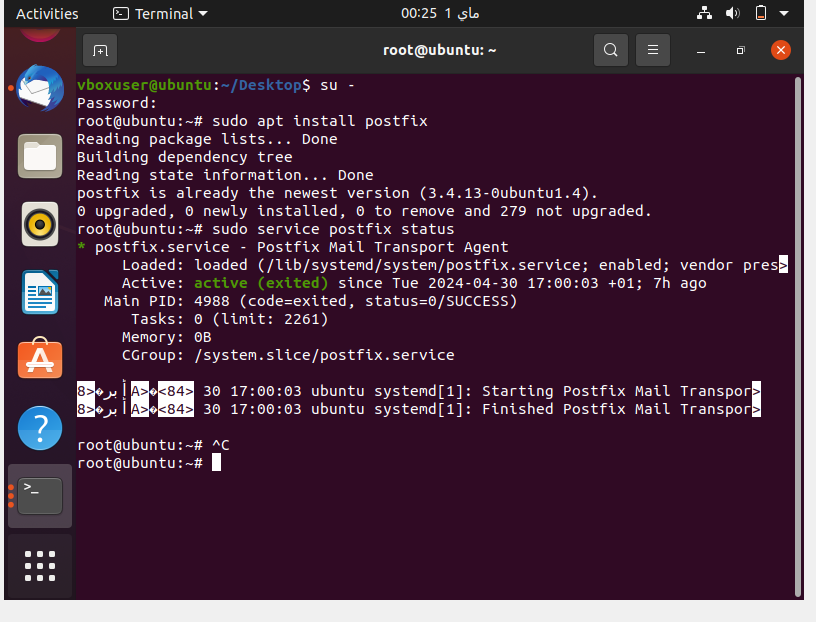 Activities Terminal 00:25 1 ماي
root@ubuntu: ~
vboxuser@ubuntu:~/Desktop$ su -
Password:
root@ubuntu:~# sudo apt install postfix
Reading package lists... Done
Building dependency tree
Reading state information... Done
postfix is already the newest version (3.4.13-0ubuntu1.4).
0 upgraded, 0 newly installed, 0 to remove and 279 not upgraded.
root@ubuntu:~# sudo service postfix status
* postfix.service - Postfix Mail Transport Agent
Loaded: loaded (/lib/systemd/system/postfix.service; enabled; vendor pres>
Active: active (exited) since Tue 2024-04-30 17:00:03 +01; 7h ago
Main PID: 4988 (code=exited, status=0/SUCCESS)
Tasks: 0 (limit: 2261)
Memory: 0B
CGroup: /system.slice/postfix.service
8>�أبرA>�<84> 30 17:00:03 ubuntu systemd[1]: Starting Postfix Mail Transpor>
8>�أبرA>�<84> 30 17:00:03 ubuntu systemd[1]: Finished Postfix Mail Transpor>
root@ubuntu:~# ^C
root@ubuntu:~#